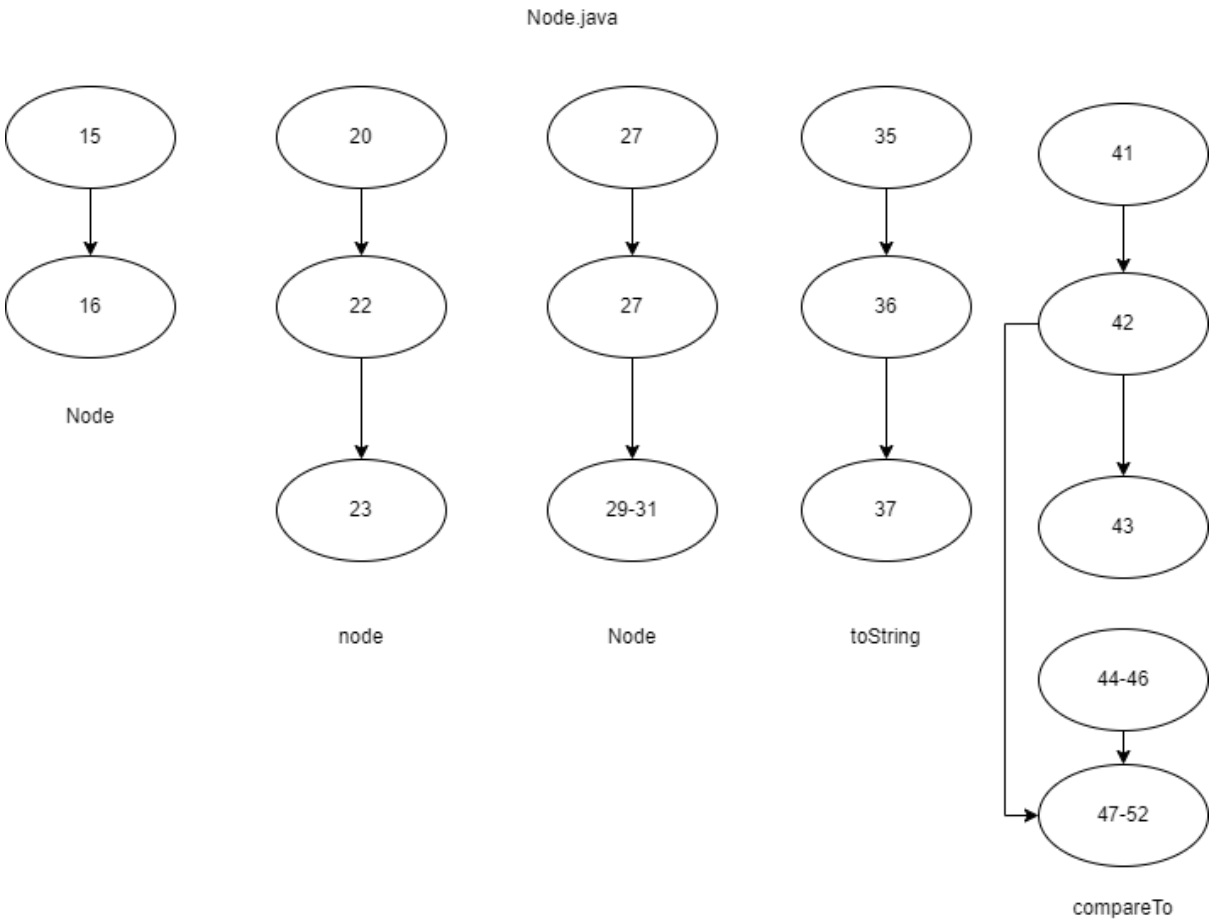 Node.java
15
16
Node
20
22
23
node
27
27
29-31
Node
35
36
37
toString
41
42
43
44-46
47-52
compareTo